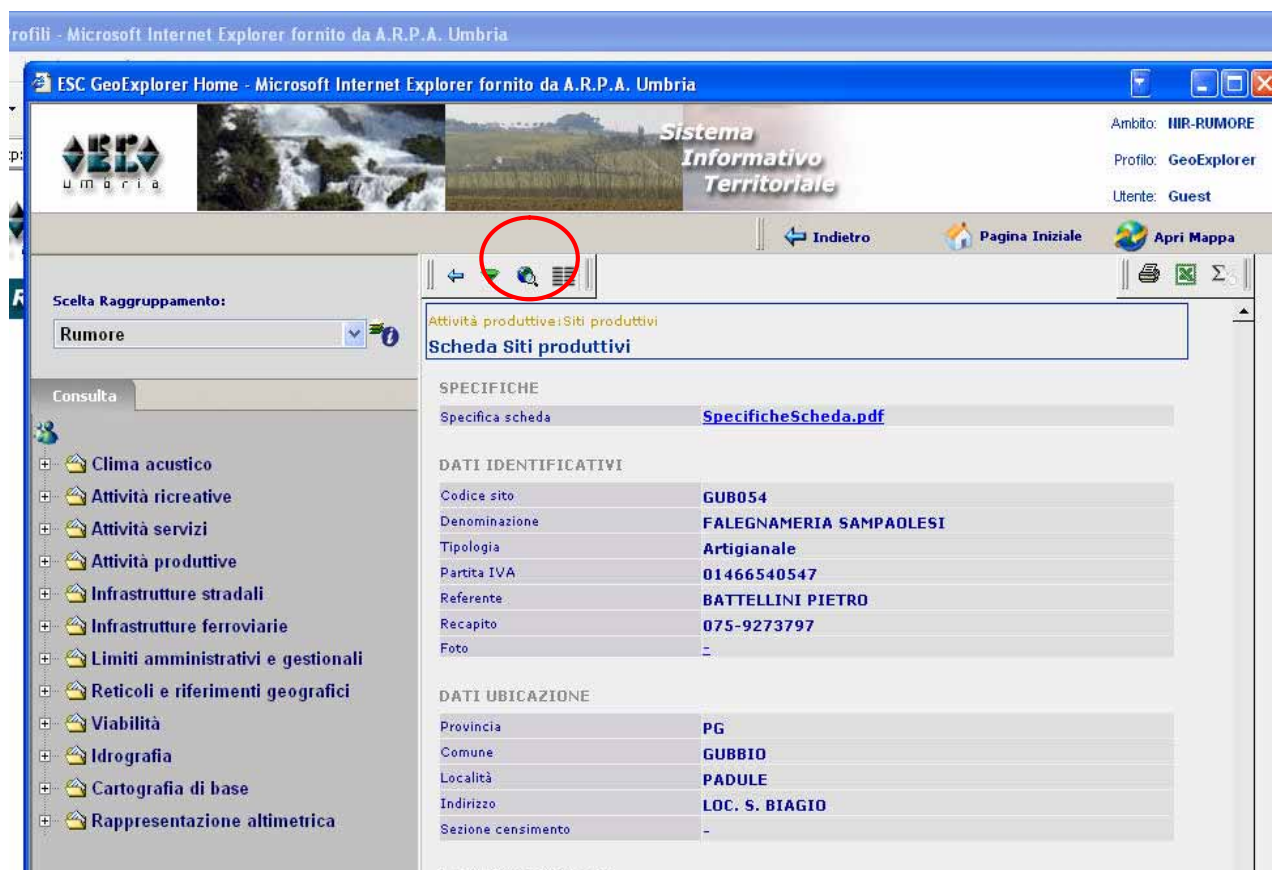 rofili - Microsoft Internet Explorer fornito da A.R.P.A. Umbria
ESC GeoExplorer Home - Microsoft Internet Explorer fornito da A.R.P.A. Umbria
tp:
ARPA
umbria
Sistema
Informativo
Territoriale
Ambito: NIR-RUMORE
Profilo: GeoExplorer
Utente: Guest
Indietro
Pagina Iniziale
Apri Mappa
Scelta Raggruppamento:
Rumore
Consulta
Clima acustico
Attività ricreative
Attività servizi
Attività produttive
Infrastrutture stradali
Infrastrutture ferroviarie
Limiti amministrativi e gestionali
Reticoli e riferimenti geografici
Viabilità
Idrografia
Cartografia di base
Rappresentazione altimetrica
Σ
Attività produttive:Siti produttivi
Scheda Siti produttivi
SPECIFICHE
Specifica scheda SpecificheScheda.pdf
DATI IDENTIFICATIVI
Codice sito GUB054
Denominazione FALEGNAMERIA SAMPAOLESI
Tipologia Artigianale
Partita IVA 01466540547
Referente BATTELLINI PIETRO
Recapito 075-9273797
Foto -
DATI UBICAZIONE
Provincia PG
Comune GUBBIO
Località PADULE
Indirizzo LOC. S. BIAGIO
Sezione censimento -